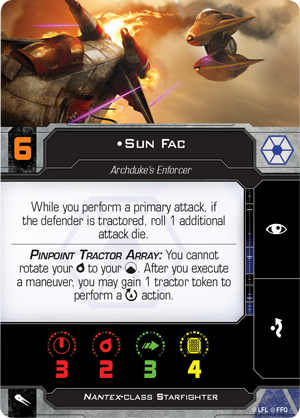 •Sun Fac
6
Archduke's Enforcer
While you perform a primary attack, if
the defender is tractored, roll 1 additional
attack die.
Pinpoint Tractor Array: You cannot
rotate your to your . After you execute
a maneuver, you may gain 1 tractor token to
perform a action.
3 2 3 4
Nantex-class Starfighter
©LFL ©FFG